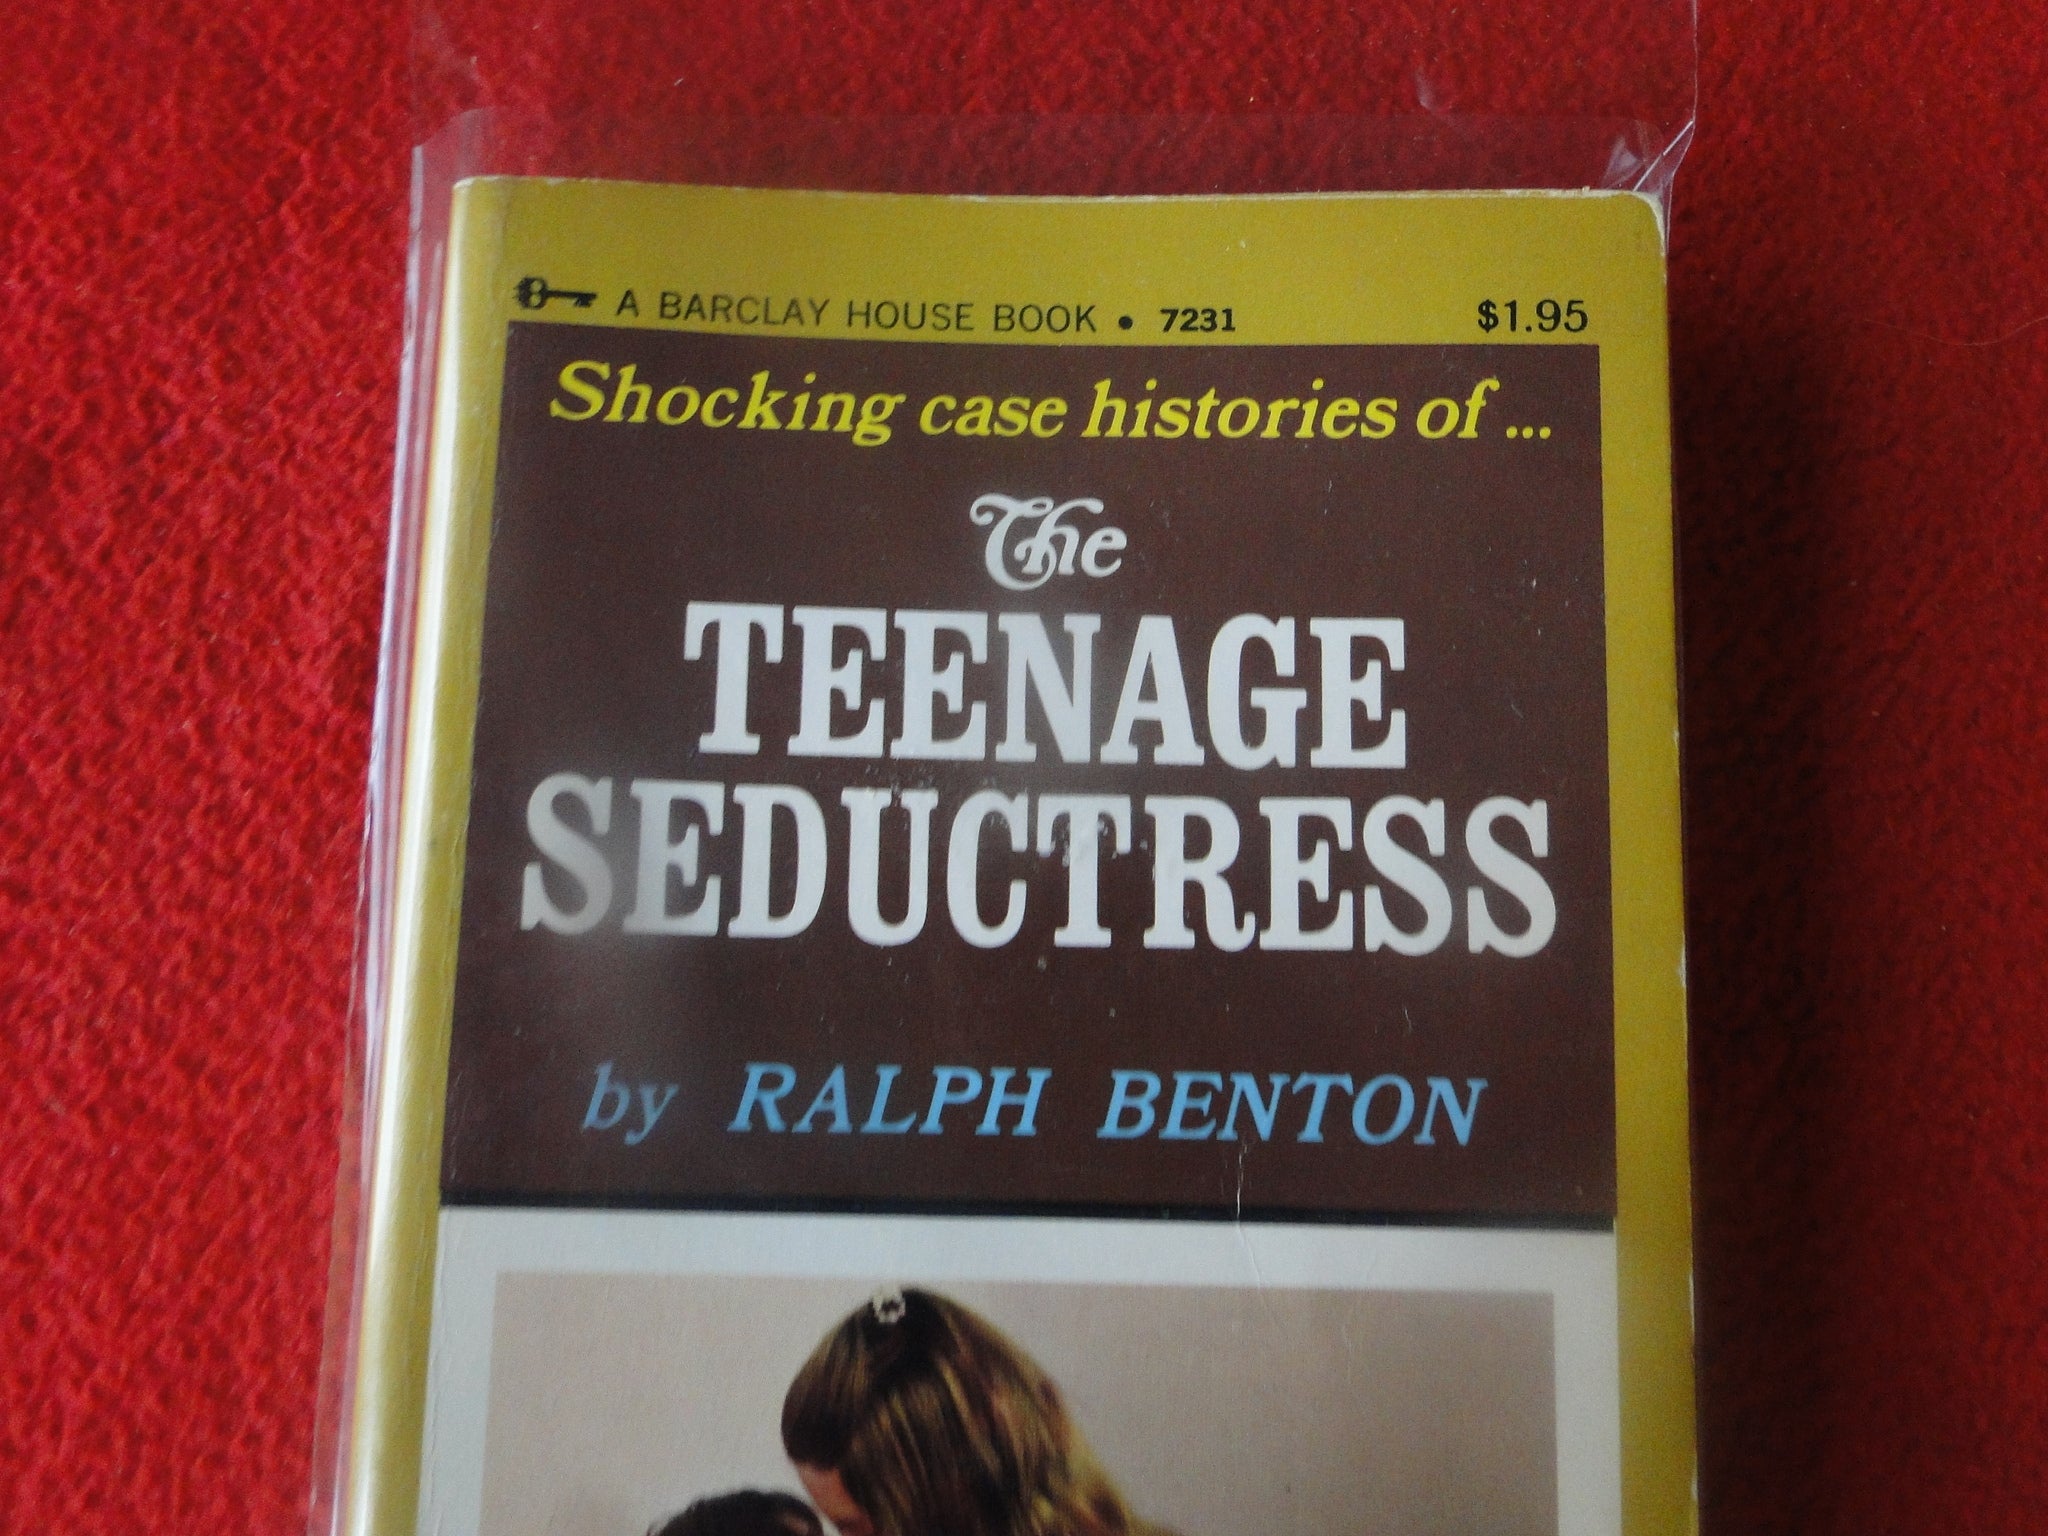 A BARCLAY HOUSE BOOK • 7231 $1.95
Shocking case histories of ...
The
TEENAGE
SEDUCTRESS
by RALPH BENTON